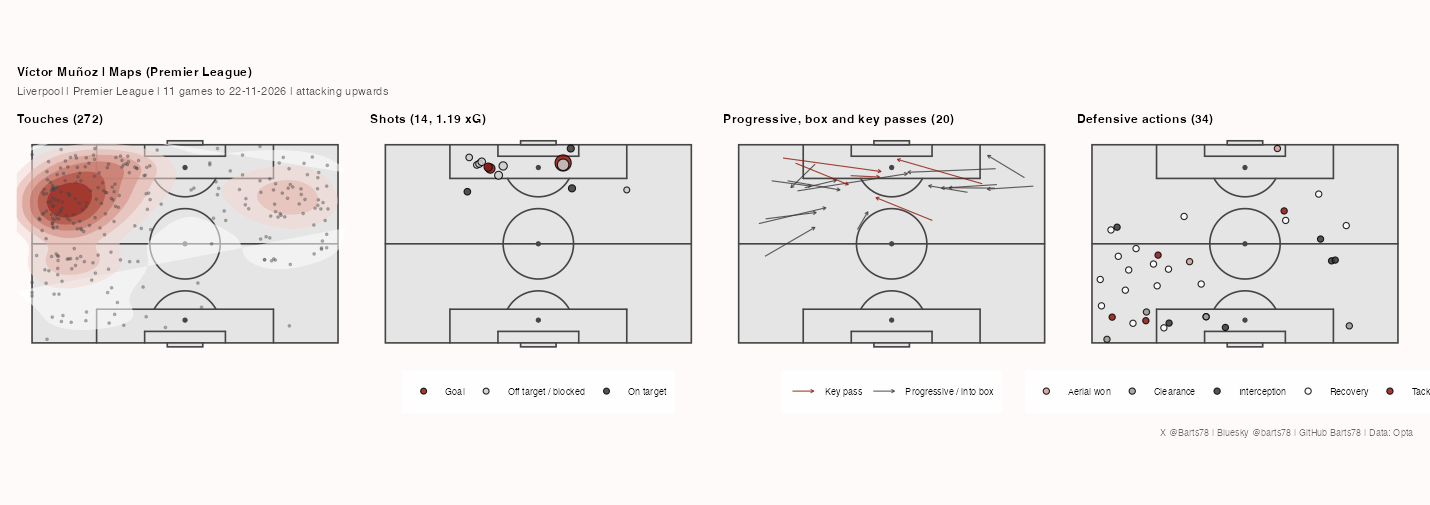 Víctor Muñoz | Maps (Premier League)
Liverpool | Premier League | 11 games to 22-11-2026 | attacking upwards
Touches (272)
Shots (14, 1.19 xG)
Progressive, box and key passes (20)
Defensive actions (34)
Goal
Off target / blocked
On target
Key pass
Progressive / into box
Aerial won
Clearance
Interception
Recovery
Tack
X @Barts78 | Bluesky @barts78 | GitHub Barts78 | Data: Opta